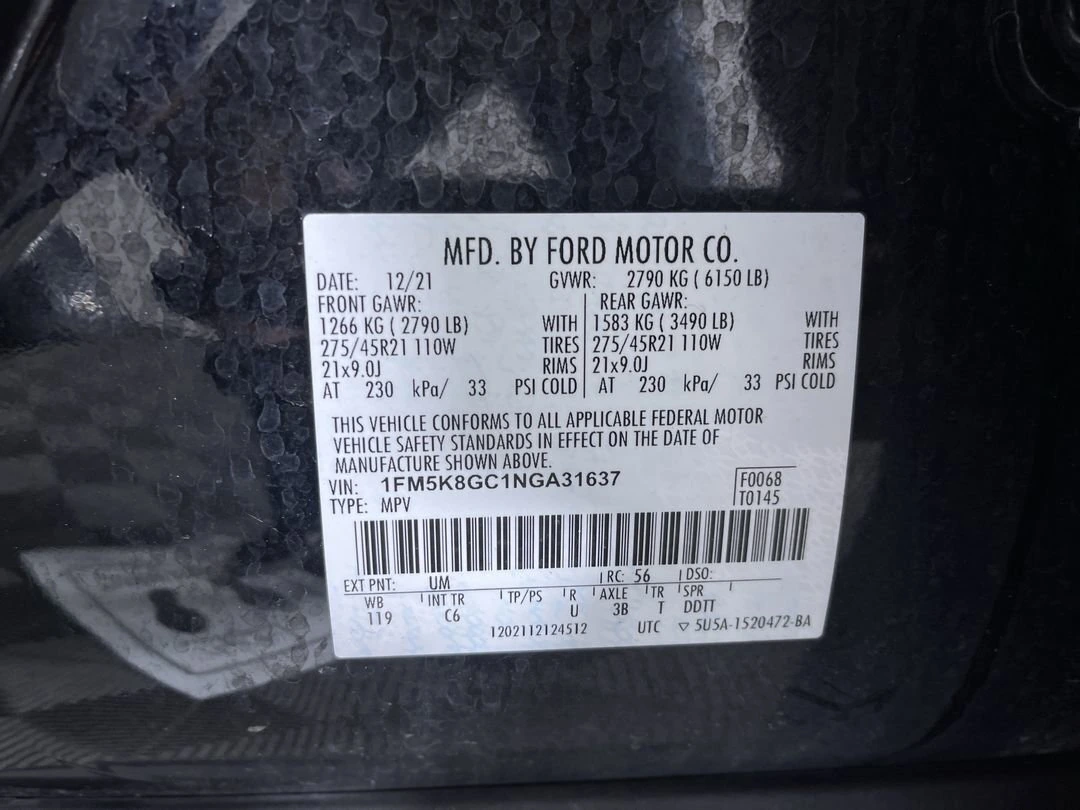 MFD. BY FORD MOTOR CO.
DATE: 12/21 GVWR: 2790 KG ( 6150 LB)
FRONT GAWR: REAR GAWR:
1266 KG ( 2790 LB) WITH 1583 KG ( 3490 LB) WITH
275/45R21 110W TIRES 275/45R21 110W TIRES
21x9.0J RIMS 21x9.0J RIMS
AT 230 kPa/ 33 PSI COLD AT 230 kPa/ 33 PSI COLD
THIS VEHICLE CONFORMS TO ALL APPLICABLE FEDERAL MOTOR
VEHICLE SAFETY STANDARDS IN EFFECT ON THE DATE OF
MANUFACTURE SHOWN ABOVE.
VIN: 1FM5K8GC1NGA31637 F0068
TYPE: MPV T0145
EXT PNT: UM RC: 56 DSO:
WB INT TR TP/PS R AXLE TR SPR
119 C6 U 3B T DDTT
1202112124512 UTC ▽ 5U5A-1520472-BA